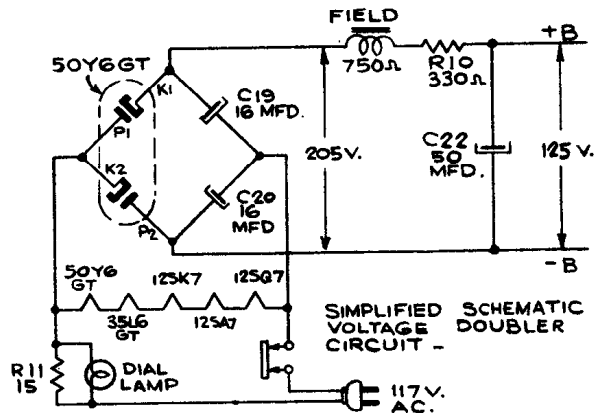 FIELD
+B
50Y6GT
K1
750Ω
R10
330Ω
C19
16 MFD.
P1
C22
50
MFD.
205V.
125 V.
K2
C20
16
MFD
P2
-B
50Y6
GT
12SK7
12SQ7
35L6
GT
12SA7
SIMPLIFIED SCHEMATIC
VOLTAGE DOUBLER
CIRCUIT -
R11
15
DIAL
LAMP
117 V.
AC.